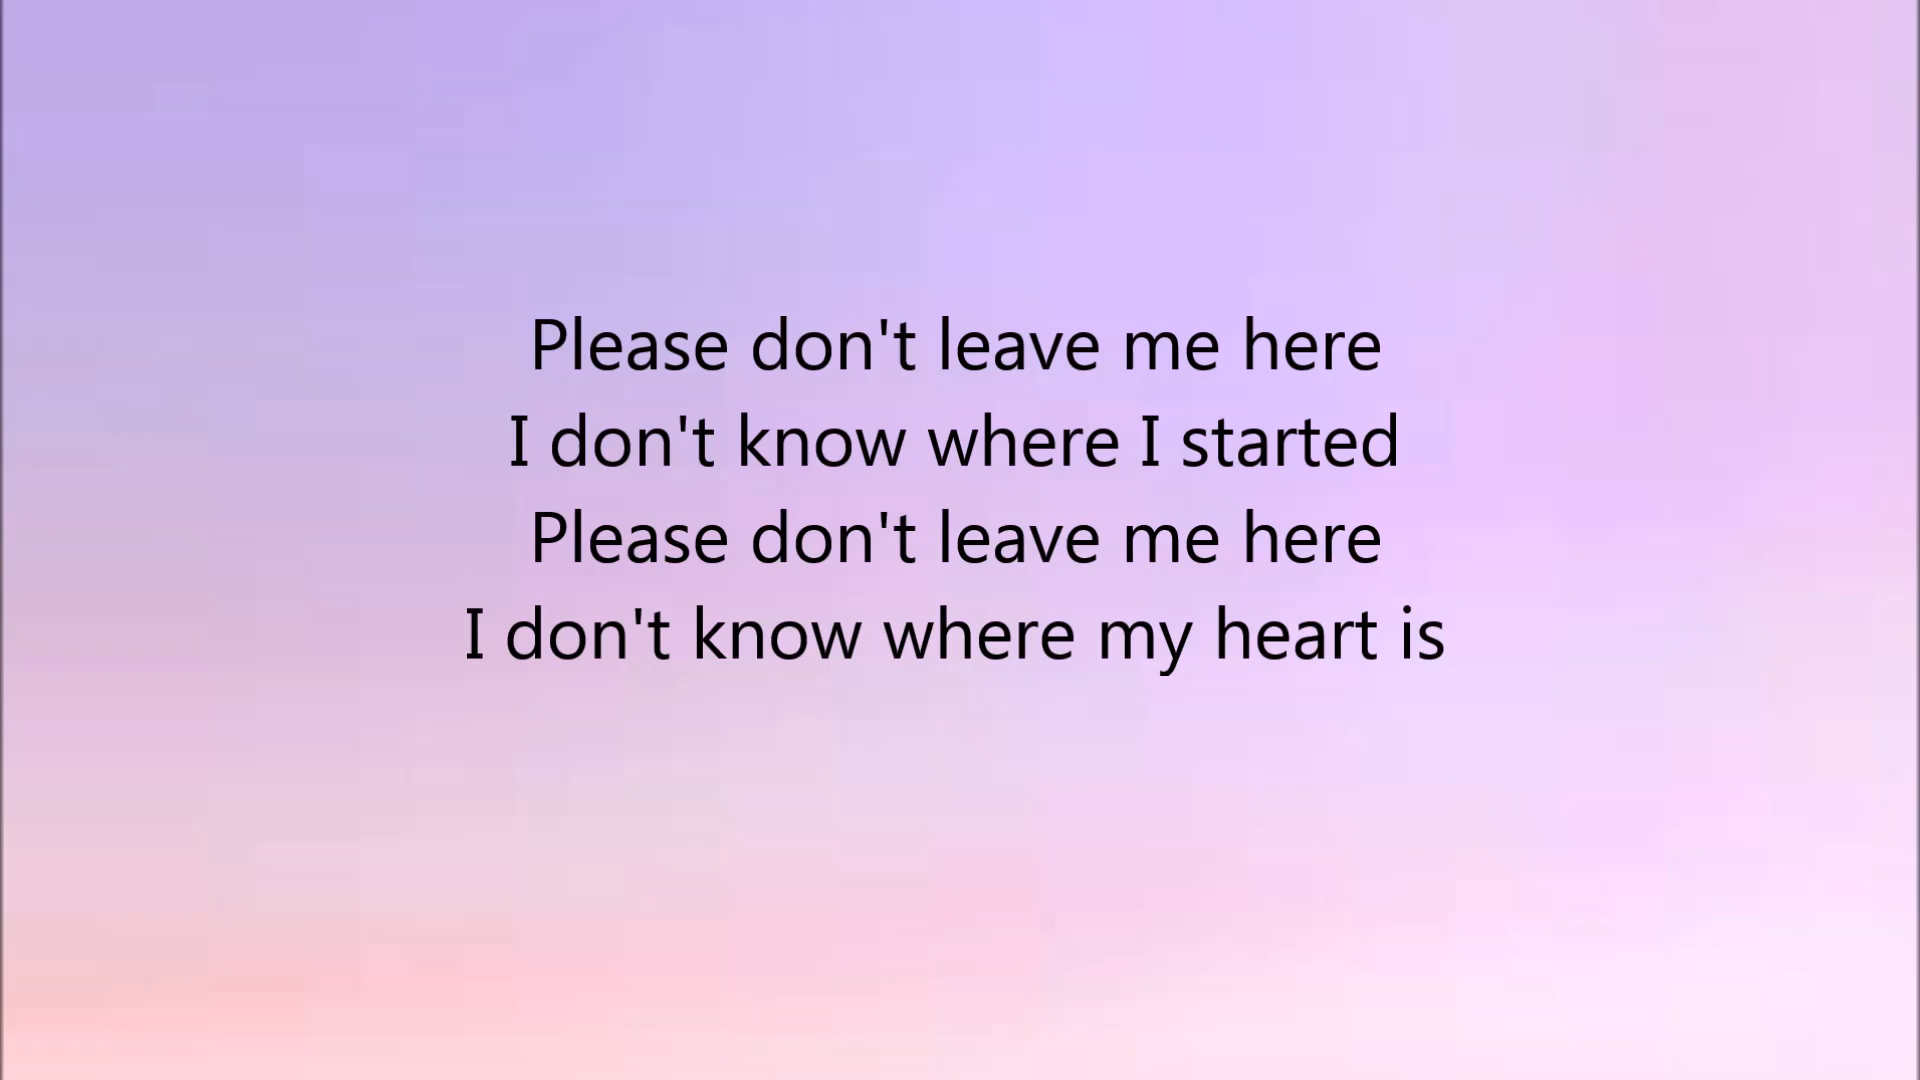 Please don't leave me here
I don't know where I started
Please don't leave me here
I don't know where my heart is